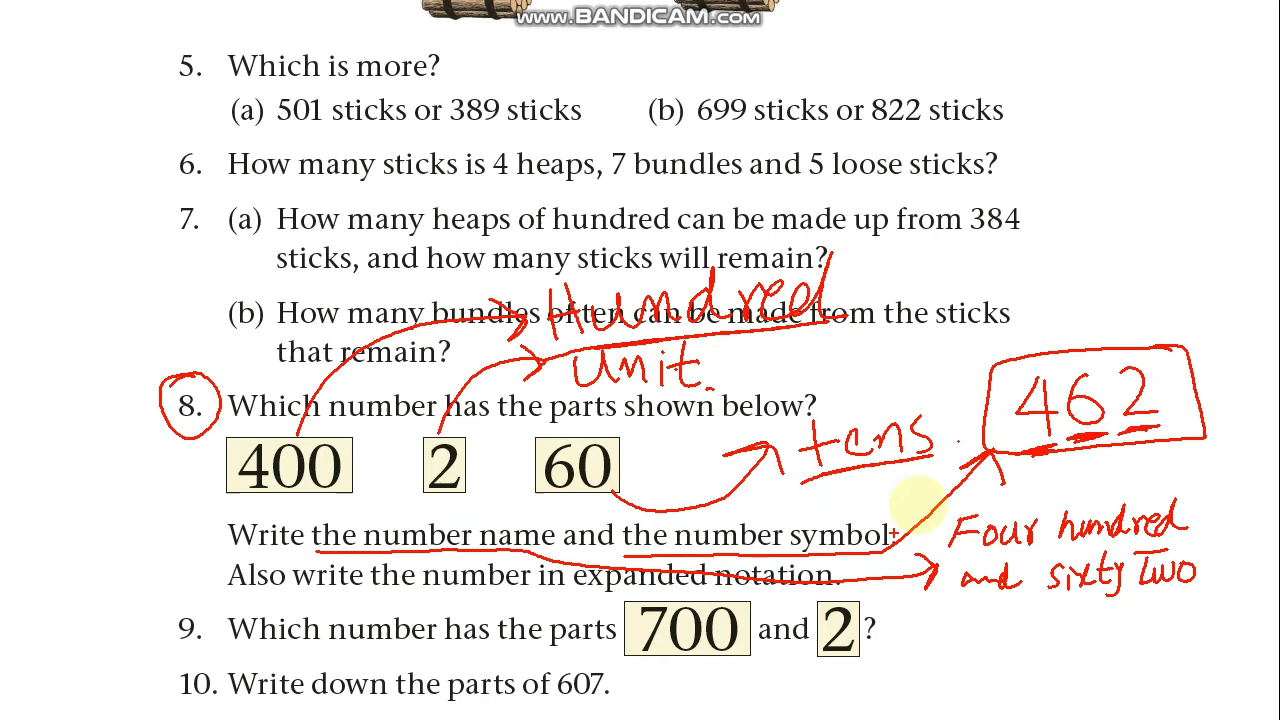 www.BANDICAM.com
5. Which is more?
(a) 501 sticks or 389 sticks (b) 699 sticks or 822 sticks
6. How many sticks is 4 heaps, 7 bundles and 5 loose sticks?
7. (a) How many heaps of hundred can be made up from 384
sticks, and how many sticks will remain?
Hundred
(b) How many bundles of ten can be made from the sticks
that remain?
unit.
462
8. Which number has the parts shown below?
tens
400 2 60
Write the number name and the number symbol.
Four hundred
Also write the number in expanded notation.
and sixty Two
9. Which number has the parts 700 and 2?
10. Write down the parts of 607.